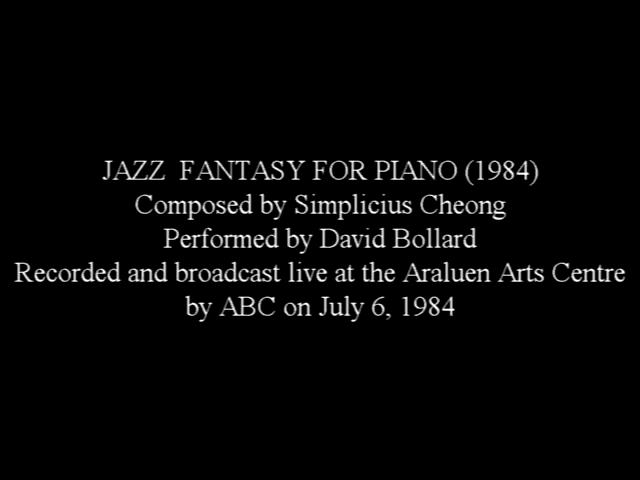 JAZZ  FANTASY FOR PIANO (1984)
Composed by Simplicius Cheong
Performed by David Bollard
Recorded and broadcast live at the Araluen Arts Centre
by ABC on July 6, 1984